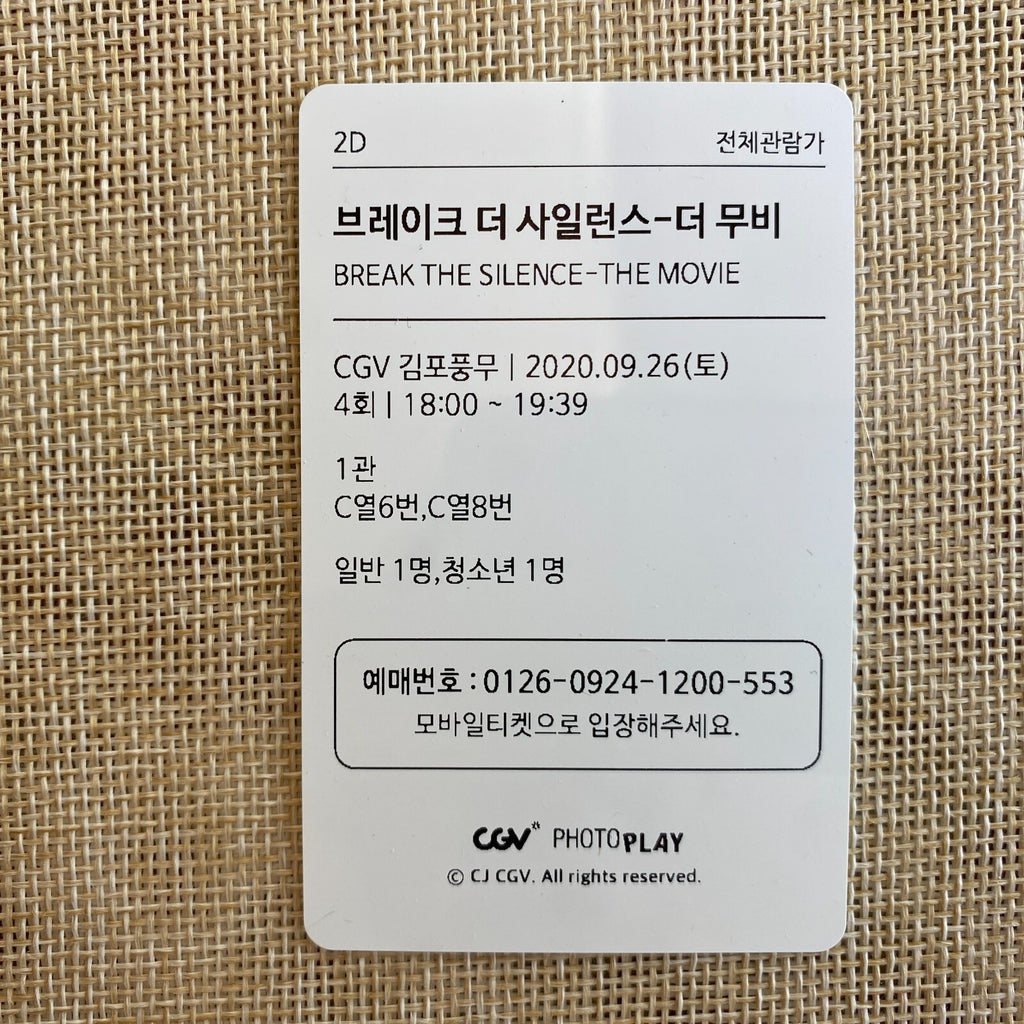 2D 전체관람가
브레이크 더 사일런스-더 무비
BREAK THE SILENCE-THE MOVIE
CGV 김포풍무 | 2020.09.26(토)
4회 | 18:00 ~ 19:39
1관
C열6번,C열8번
일반 1명,청소년 1명
예매번호 : 0126-0924-1200-553
모바일티켓으로 입장해주세요.
CGV PHOTOPLAY
© CJ CGV. All rights reserved.